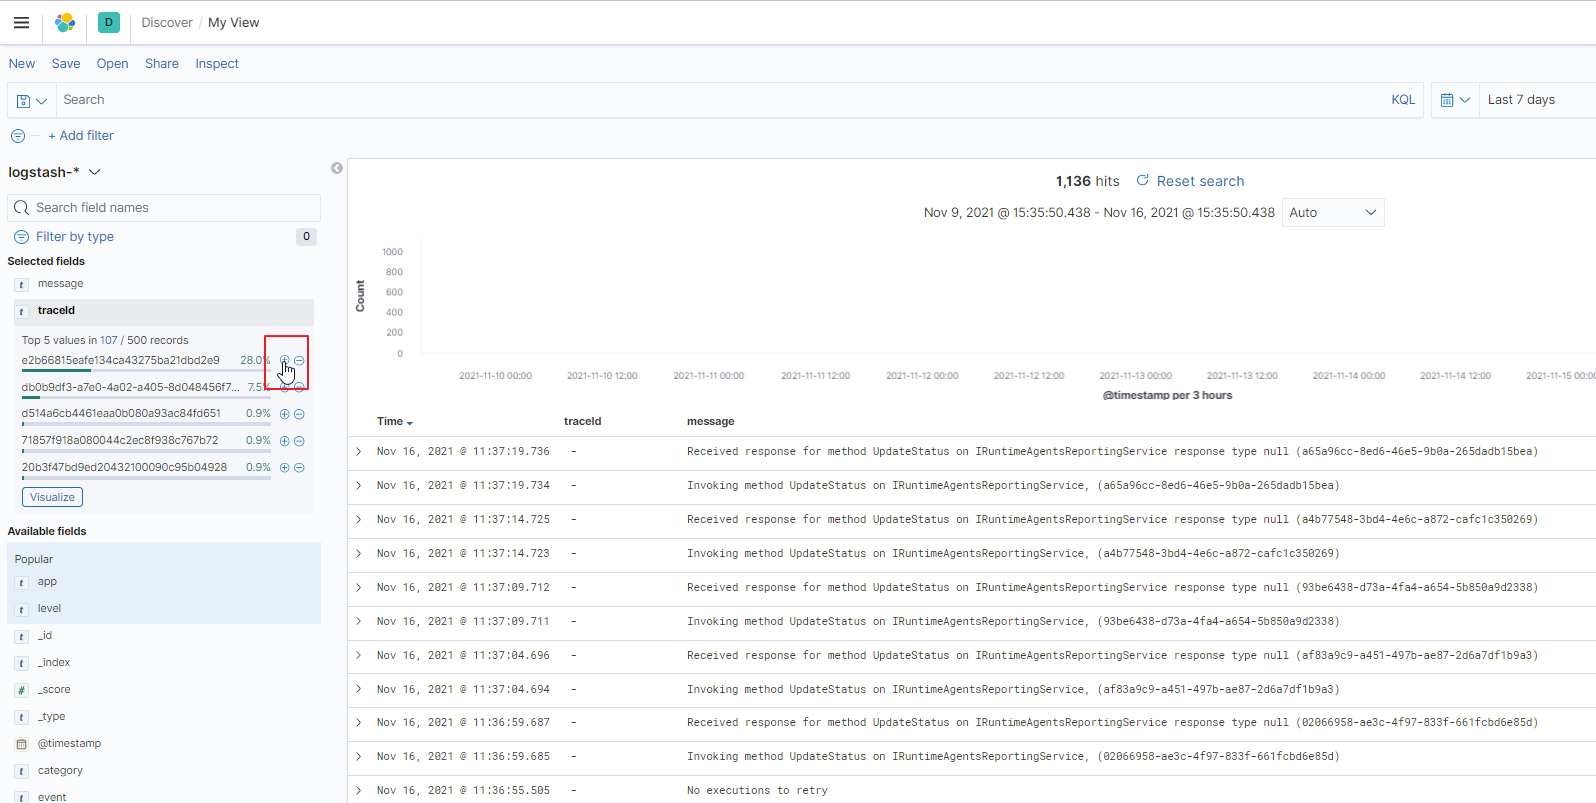 D Discover / My View
New Save Open Share Inspect
Search KQL Last 7 days
+ Add filter
logstash-*
Search field names
Filter by type 0
Selected fields
t message
t traceId
Top 5 values in 107 / 500 records
e2b66815eafe134ca43275ba21dbd2e9 28.0%
db0b9df3-a7e0-4a02-a405-8d048456f7... 7.5%
d514a6cb4461eaa0b080a93ac84fd651 0.9%
71857f918a080044c2ec8f938c767b72 0.9%
20b3f47bd9ed20432100090c95b04928 0.9%
Visualize
Available fields
Popular
t app
t level
t _id
t _index
# _score
t _type
@timestamp
t category
t event
1,136 hits Reset search
Nov 9, 2021 @ 15:35:50.438 - Nov 16, 2021 @ 15:35:50.438 Auto
Count
1000
800
600
400
200
0
2021-11-10 00:00 2021-11-10 12:00 2021-11-11 00:00 2021-11-11 12:00 2021-11-12 00:00 2021-11-12 12:00 2021-11-13 00:00 2021-11-13 12:00 2021-11-14 00:00 2021-11-14 12:00 2021-11-15 00:00
@timestamp per 3 hours
Time traceId message
Nov 16, 2021 @ 11:37:19.736 - Received response for method UpdateStatus on IRuntimeAgentsReportingService response type null (a65a96cc-8ed6-46e5-9b0a-265dadb15bea)
Nov 16, 2021 @ 11:37:19.734 - Invoking method UpdateStatus on IRuntimeAgentsReportingService, (a65a96cc-8ed6-46e5-9b0a-265dadb15bea)
Nov 16, 2021 @ 11:37:14.725 - Received response for method UpdateStatus on IRuntimeAgentsReportingService response type null (a4b77548-3bd4-4e6c-a872-cafc1c350269)
Nov 16, 2021 @ 11:37:14.723 - Invoking method UpdateStatus on IRuntimeAgentsReportingService, (a4b77548-3bd4-4e6c-a872-cafc1c350269)
Nov 16, 2021 @ 11:37:09.712 - Received response for method UpdateStatus on IRuntimeAgentsReportingService response type null (93be6438-d73a-4fa4-a654-5b850a9d2338)
Nov 16, 2021 @ 11:37:09.711 - Invoking method UpdateStatus on IRuntimeAgentsReportingService, (93be6438-d73a-4fa4-a654-5b850a9d2338)
Nov 16, 2021 @ 11:37:04.696 - Received response for method UpdateStatus on IRuntimeAgentsReportingService response type null (af83a9c9-a451-497b-ae87-2d6a7df1b9a3)
Nov 16, 2021 @ 11:37:04.694 - Invoking method UpdateStatus on IRuntimeAgentsReportingService, (af83a9c9-a451-497b-ae87-2d6a7df1b9a3)
Nov 16, 2021 @ 11:36:59.687 - Received response for method UpdateStatus on IRuntimeAgentsReportingService response type null (02066958-ae3c-4f97-833f-661fcbd6e85d)
Nov 16, 2021 @ 11:36:59.685 - Invoking method UpdateStatus on IRuntimeAgentsReportingService, (02066958-ae3c-4f97-833f-661fcbd6e85d)
Nov 16, 2021 @ 11:36:55.505 - No executions to retry